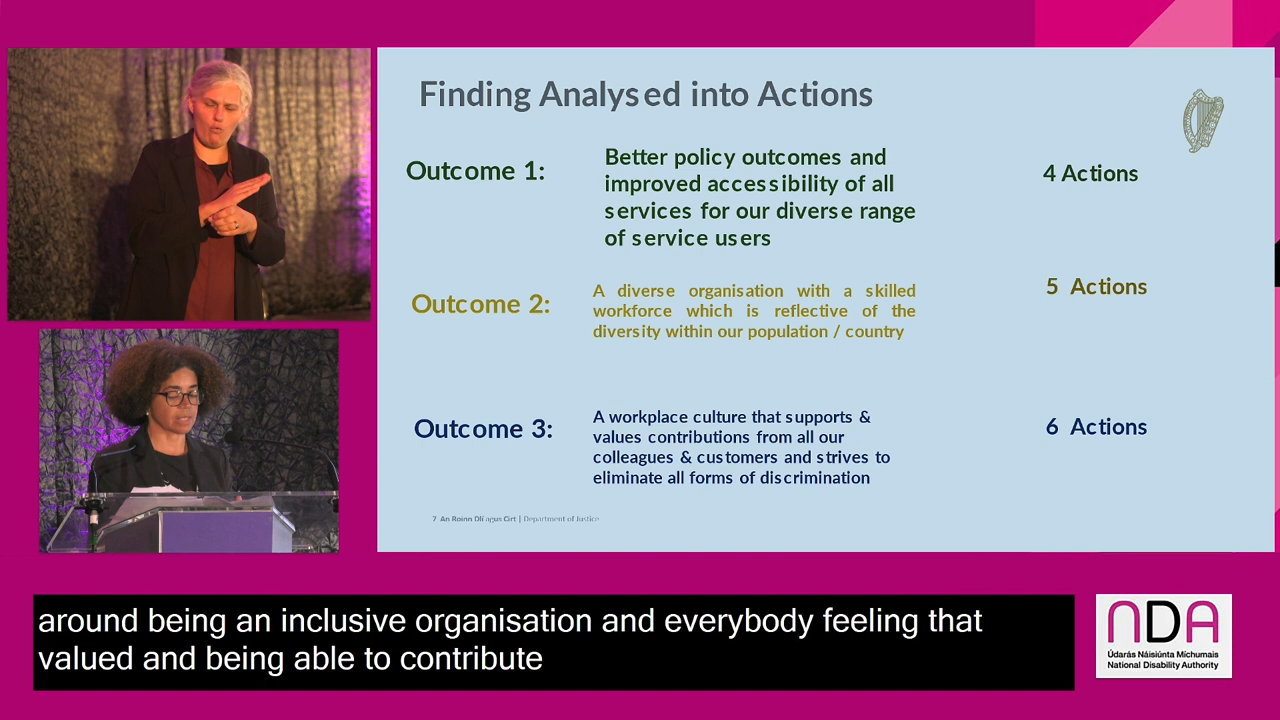 Finding Analysed into Actions
Outcome 1:
Better policy outcomes and
improved accessibility of all
services for our diverse range
of service users
4 Actions
Outcome 2:
A diverse organisation with a skilled
workforce which is reflective of the
diversity within our population / country
5 Actions
Outcome 3:
A workplace culture that supports &
values contributions from all our
colleagues & customers and strives to
eliminate all forms of discrimination
6 Actions
7 An Roinn Dlí agus Cirt | Department of Justice
around being an inclusive organisation and everybody feeling that
valued and being able to contribute
NDA
Údarás Náisiúnta Míchumais
National Disability Authority